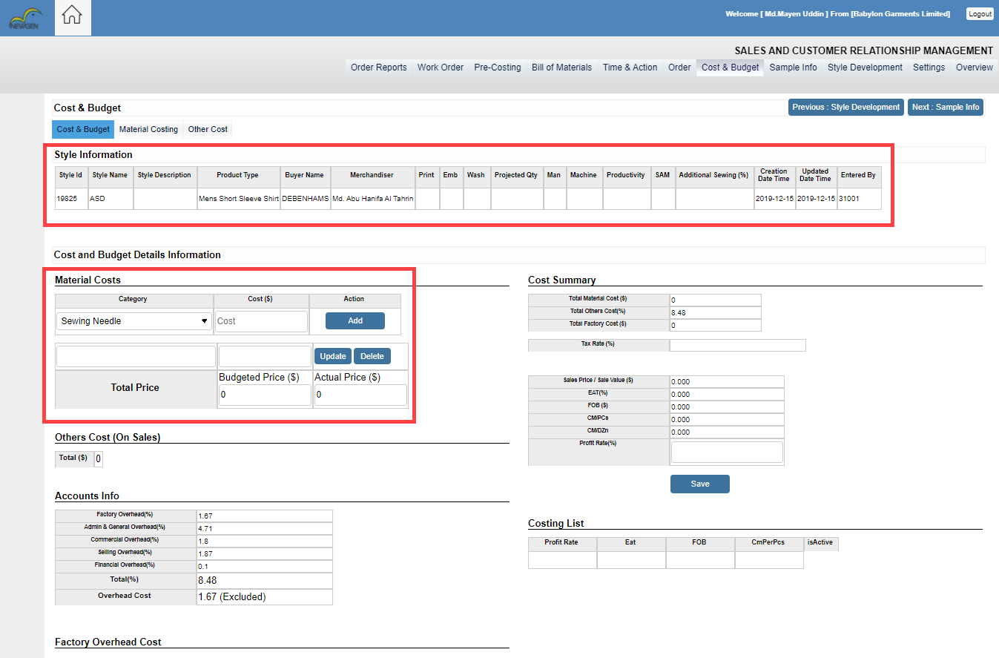 NEWGEN
Welcome [ Md.Mayen Uddin ] From [Babylon Garments Limited]
Logout
SALES AND CUSTOMER RELATIONSHIP MANAGEMENT
Order Reports Work Order Pre-Costing Bill of Materials Time & Action Order Cost & Budget Sample Info Style Development Settings Overview
Cost & Budget
Previous : Style Development Next : Sample Info
Cost & Budget Material Costing Other Cost
Style Information
Style Id Style Name Style Description Product Type Buyer Name Merchandiser Print Emb Wash Projected Qty Man Machine Productivity SAM Additional Sewing (%) Creation Date Time Updated Date Time Entered By
19825 ASD Mens Short Sleeve Shirt DEBENHAMS Md. Abu Hanifa Al Tahrin 2019-12-15 2019-12-15 31001
Cost and Budget Details Information
Material Costs
Category Cost ($) Action
Sewing Needle Cost Add
Update Delete
Total Price
Budgeted Price ($) Actual Price ($)
0 0
Others Cost (On Sales)
Total ($) 0
Accounts Info
Factory Overhead(%) 1.67
Admin & General Overhead(%) 4.71
Commercial Overhead(%) 1.8
Selling Overhead(%) 1.87
Financial Overhead(%) 0.1
Total(%) 8.48
Overhead Cost 1.67 (Excluded)
Factory Overhead Cost
Cost Summary
Total Material Cost ($) 0
Total Others Cost(%) 8.48
Total Factory Cost ($) 0
Tax Rate (%)
Sales Price / Sale Value ($) 0.000
EAT(%) 0.000
FOB ($) 0.000
CM/PCs 0.000
CM/DZn 0.000
Profit Rate(%)
Save
Costing List
Profit Rate Eat FOB CmPerPcs isActive